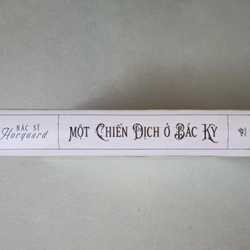 BÁC SĨ
Hocquard
MỘT CHIẾN DỊCH Ở BẮC KỲ